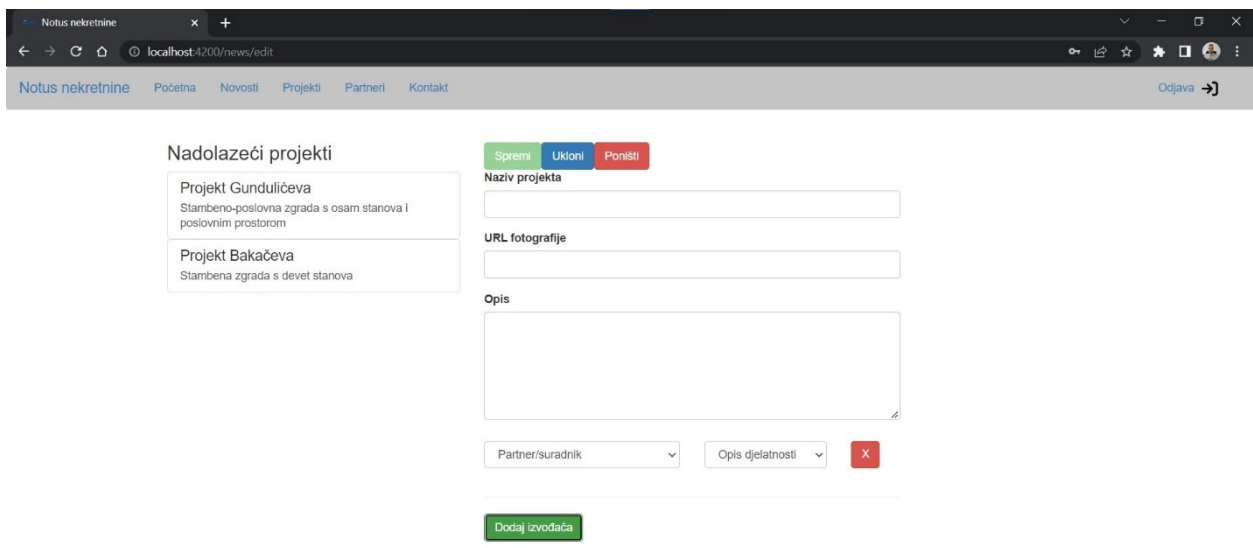 Notus nekretnine
localhost:4200/news/edit
Notus nekretnine Početna Novosti Projekti Partneri Kontakt Odjava
Nadolazeći projekti
Projekt Gundulićeva
Stambeno-poslovna zgrada s osam stanova i
poslovnim prostorom
Projekt Bakačeva
Stambena zgrada s devet stanova
Spremi Ukloni Poništi
Naziv projekta
URL fotografije
Opis
Partner/suradnik Opis djelatnosti X
Dodaj izvođača